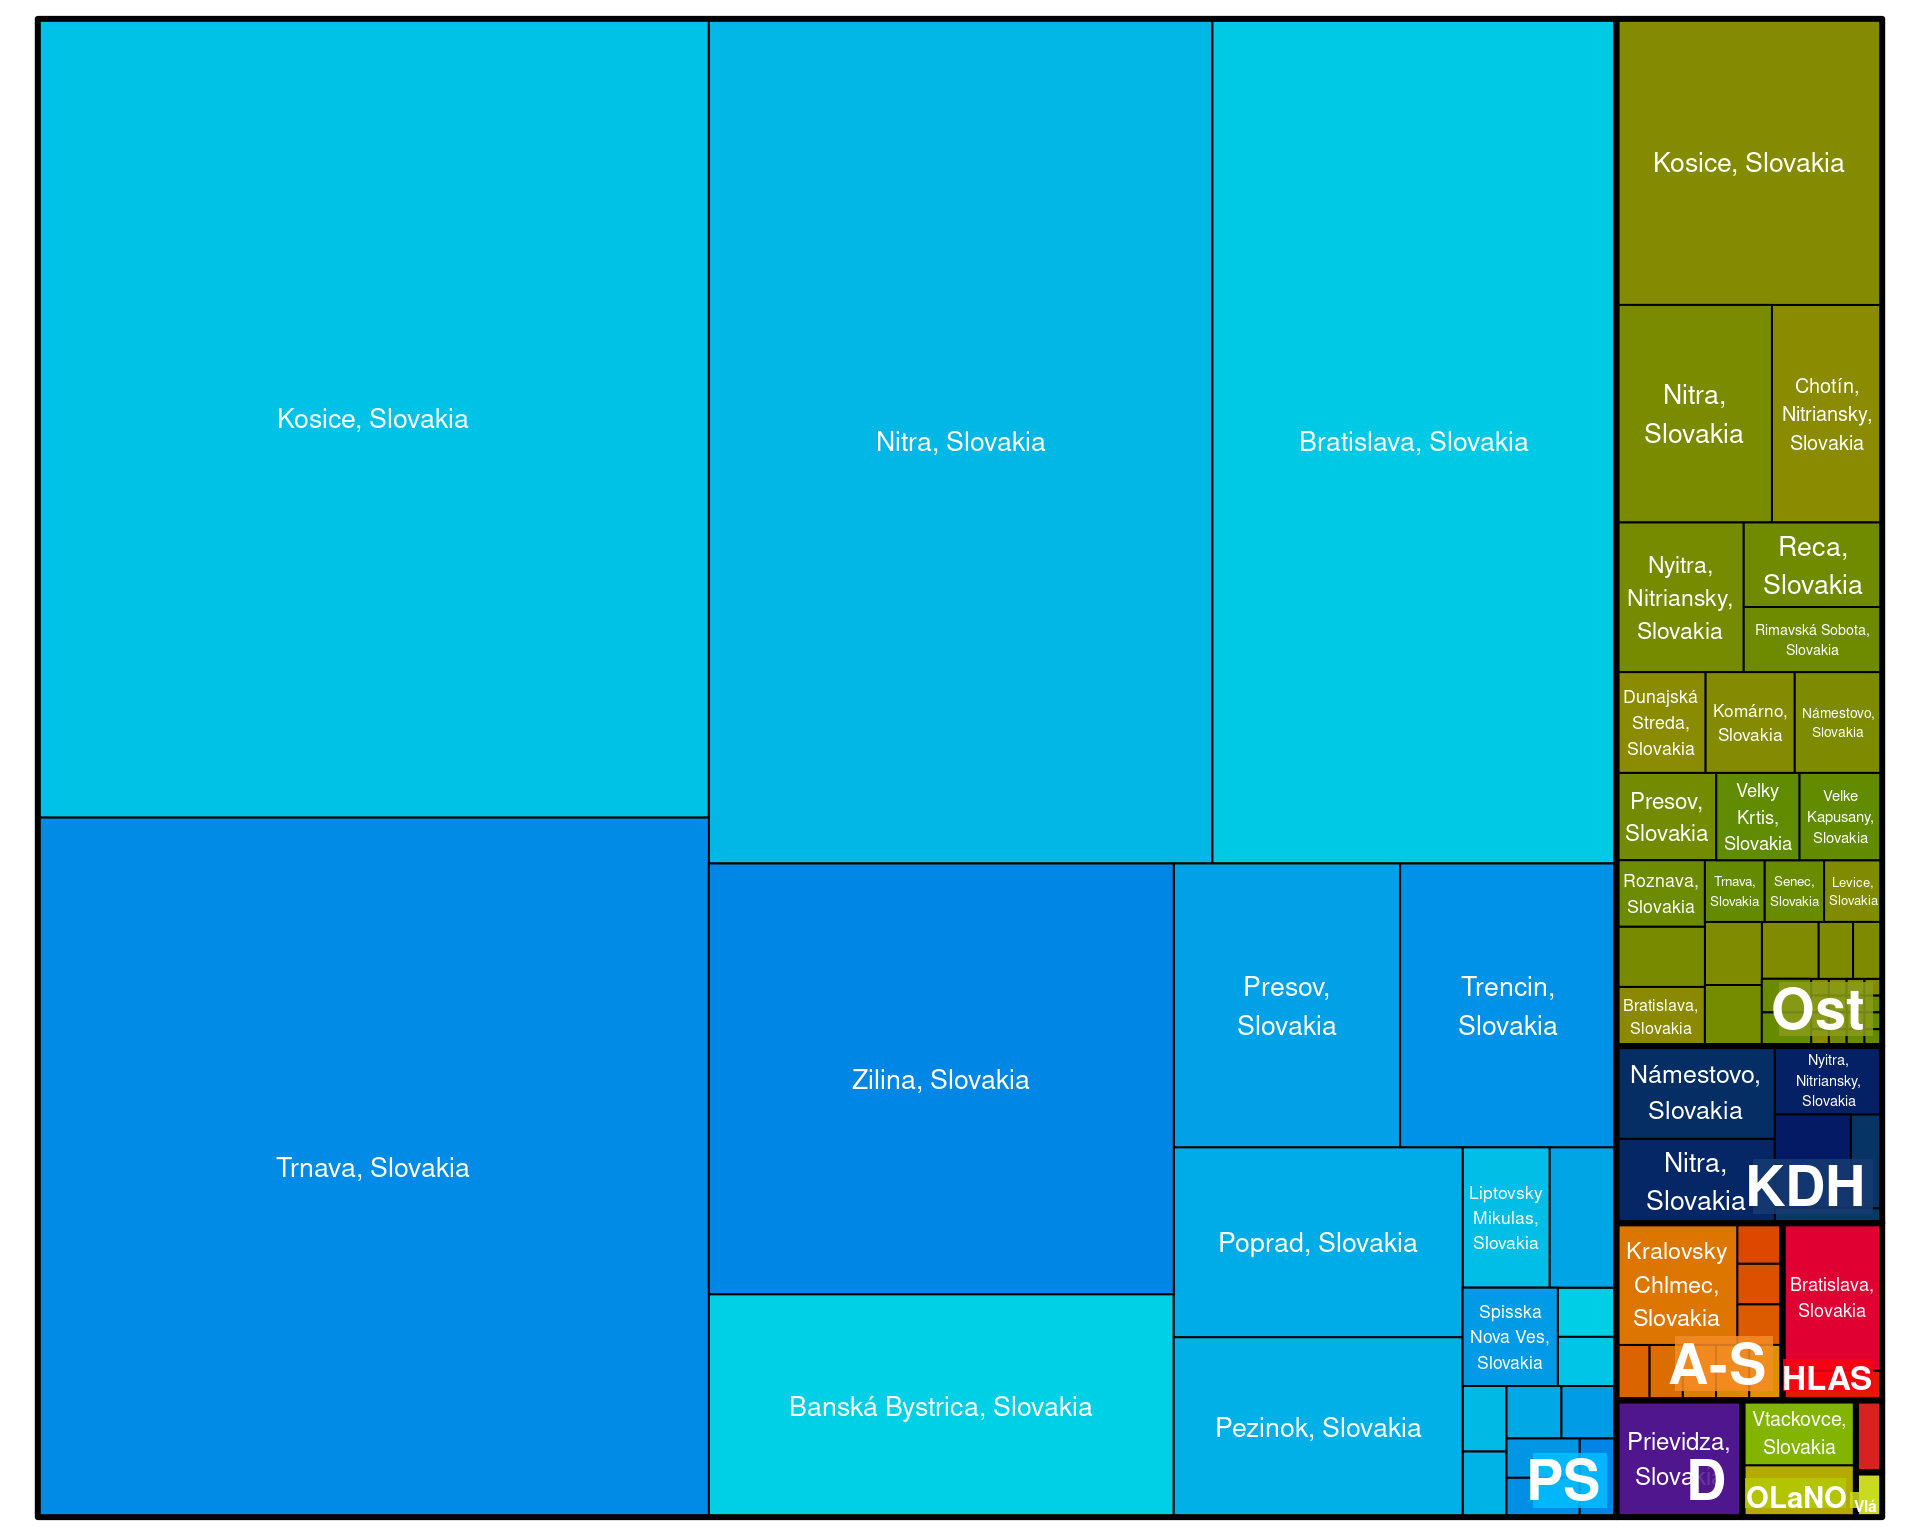 Kosice, Slovakia
Nitra, Slovakia
Bratislava, Slovakia
Trnava, Slovakia
Zilina, Slovakia
Banská Bystrica, Slovakia
Presov,
Slovakia
Trencin,
Slovakia
Poprad, Slovakia
Pezinok, Slovakia
Liptovsky
Mikulas,
Slovakia
Spisska
Nova Ves,
Slovakia
PS
Kosice, Slovakia
Nitra,
Slovakia
Chotín,
Nitriansky,
Slovakia
Nyitra,
Nitriansky,
Slovakia
Reca,
Slovakia
Rimavská Sobota,
Slovakia
Dunajská
Streda,
Slovakia
Komárno,
Slovakia
Námestovo,
Slovakia
Presov,
Slovakia
Velky
Krtis,
Slovakia
Velke
Kapusany,
Slovakia
Roznava,
Slovakia
Trnava,
Slovakia
Senec,
Slovakia
Levice,
Slovakia
Bratislava,
Slovakia
Ost
Námestovo,
Slovakia
Nyitra,
Nitriansky,
Slovakia
Nitra,
Slovakia
KDH
Kralovsky
Chlmec,
Slovakia
A-S
Bratislava,
Slovakia
HLAS
Prievidza,
Slovakia
D
Vtackovce,
Slovakia
OLaNO
Vlá